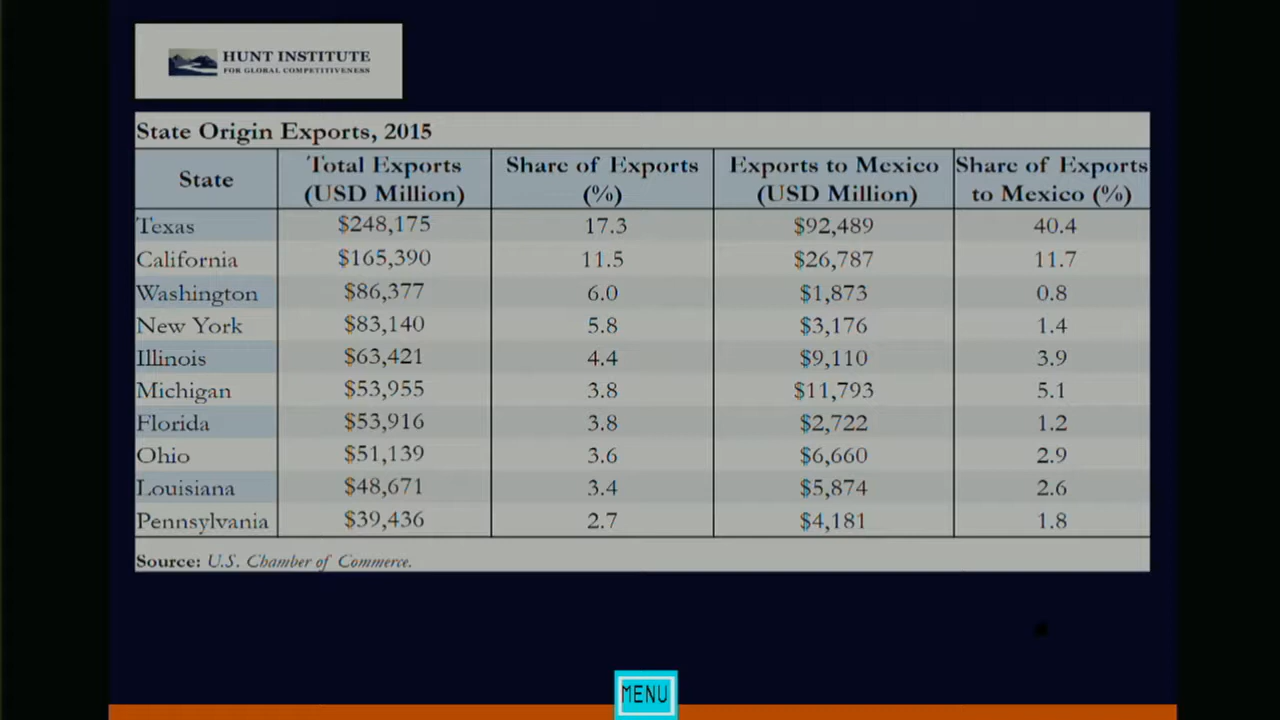 HUNT INSTITUTE
FOR GLOBAL COMPETITIVENESS
State Origin Exports, 2015
State Total Exports (USD Million) Share of Exports (%) Exports to Mexico (USD Million) Share of Exports to Mexico (%)
Texas $248,175 17.3 $92,489 40.4
California $165,390 11.5 $26,787 11.7
Washington $86,377 6.0 $1,873 0.8
New York $83,140 5.8 $3,176 1.4
Illinois $63,421 4.4 $9,110 3.9
Michigan $53,955 3.8 $11,793 5.1
Florida $53,916 3.8 $2,722 1.2
Ohio $51,139 3.6 $6,660 2.9
Louisiana $48,671 3.4 $5,874 2.6
Pennsylvania $39,436 2.7 $4,181 1.8
Source: U.S. Chamber of Commerce.
MENU